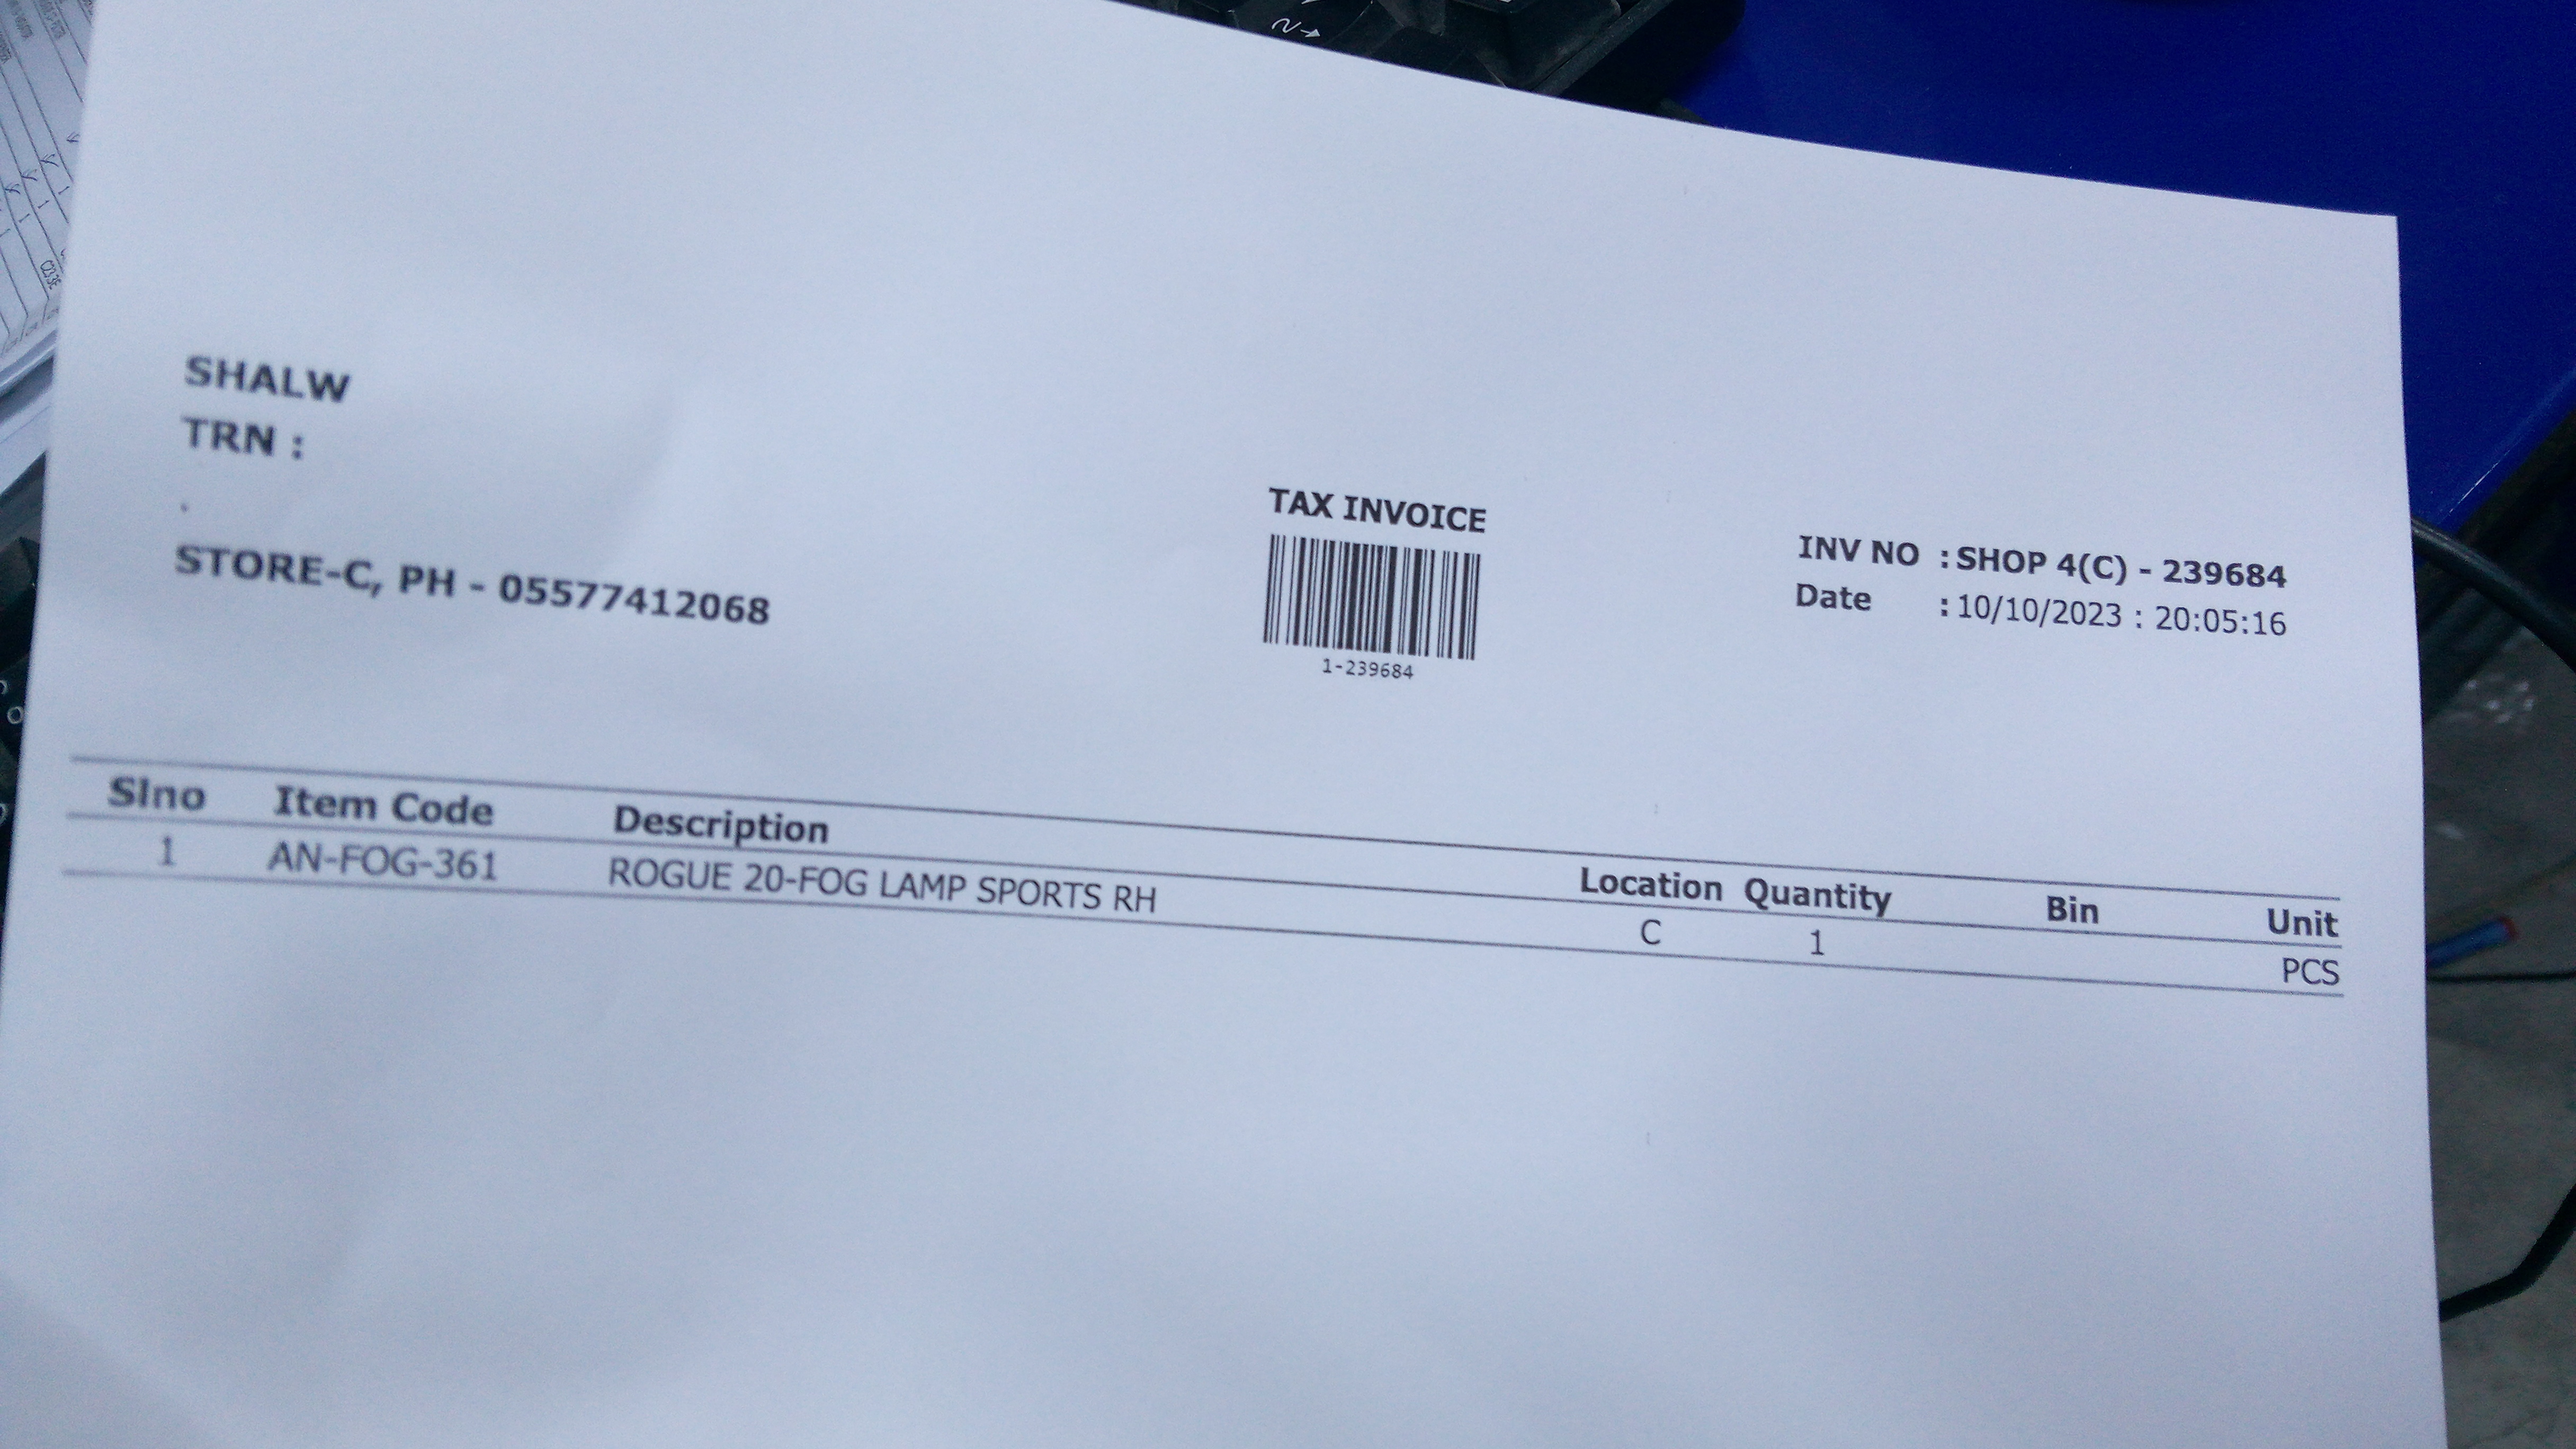 SHALW
TRN :
.
STORE-C, PH - 05577412068
TAX INVOICE
1-239684
INV NO : SHOP 4(C) - 239684
Date : 10/10/2023 : 20:05:16
Slno Item Code Description Location Quantity Bin Unit
1 AN-FOG-361 ROGUE 20-FOG LAMP SPORTS RH C 1 PCS